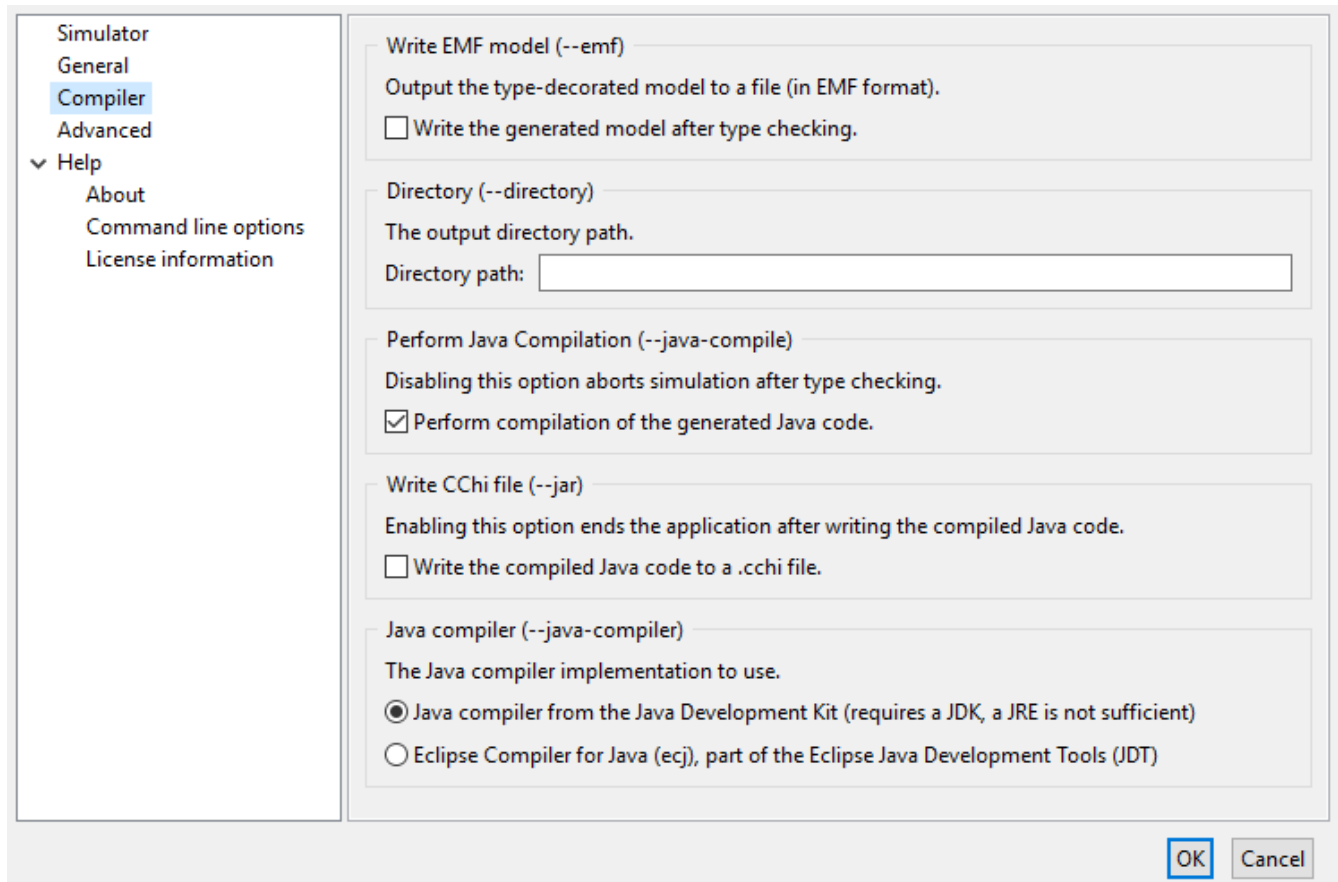 Simulator
General
Compiler
Advanced
Help
About
Command line options
License information
Write EMF model (--emf)
Output the type-decorated model to a file (in EMF format).
Write the generated model after type checking.
Directory (--directory)
The output directory path.
Directory path:
Perform Java Compilation (--java-compile)
Disabling this option aborts simulation after type checking.
Perform compilation of the generated Java code.
Write CChi file (--jar)
Enabling this option ends the application after writing the compiled Java code.
Write the compiled Java code to a .cchi file.
Java compiler (--java-compiler)
The Java compiler implementation to use.
Java compiler from the Java Development Kit (requires a JDK, a JRE is not sufficient)
Eclipse Compiler for Java (ecj), part of the Eclipse Java Development Tools (JDT)
OK
Cancel